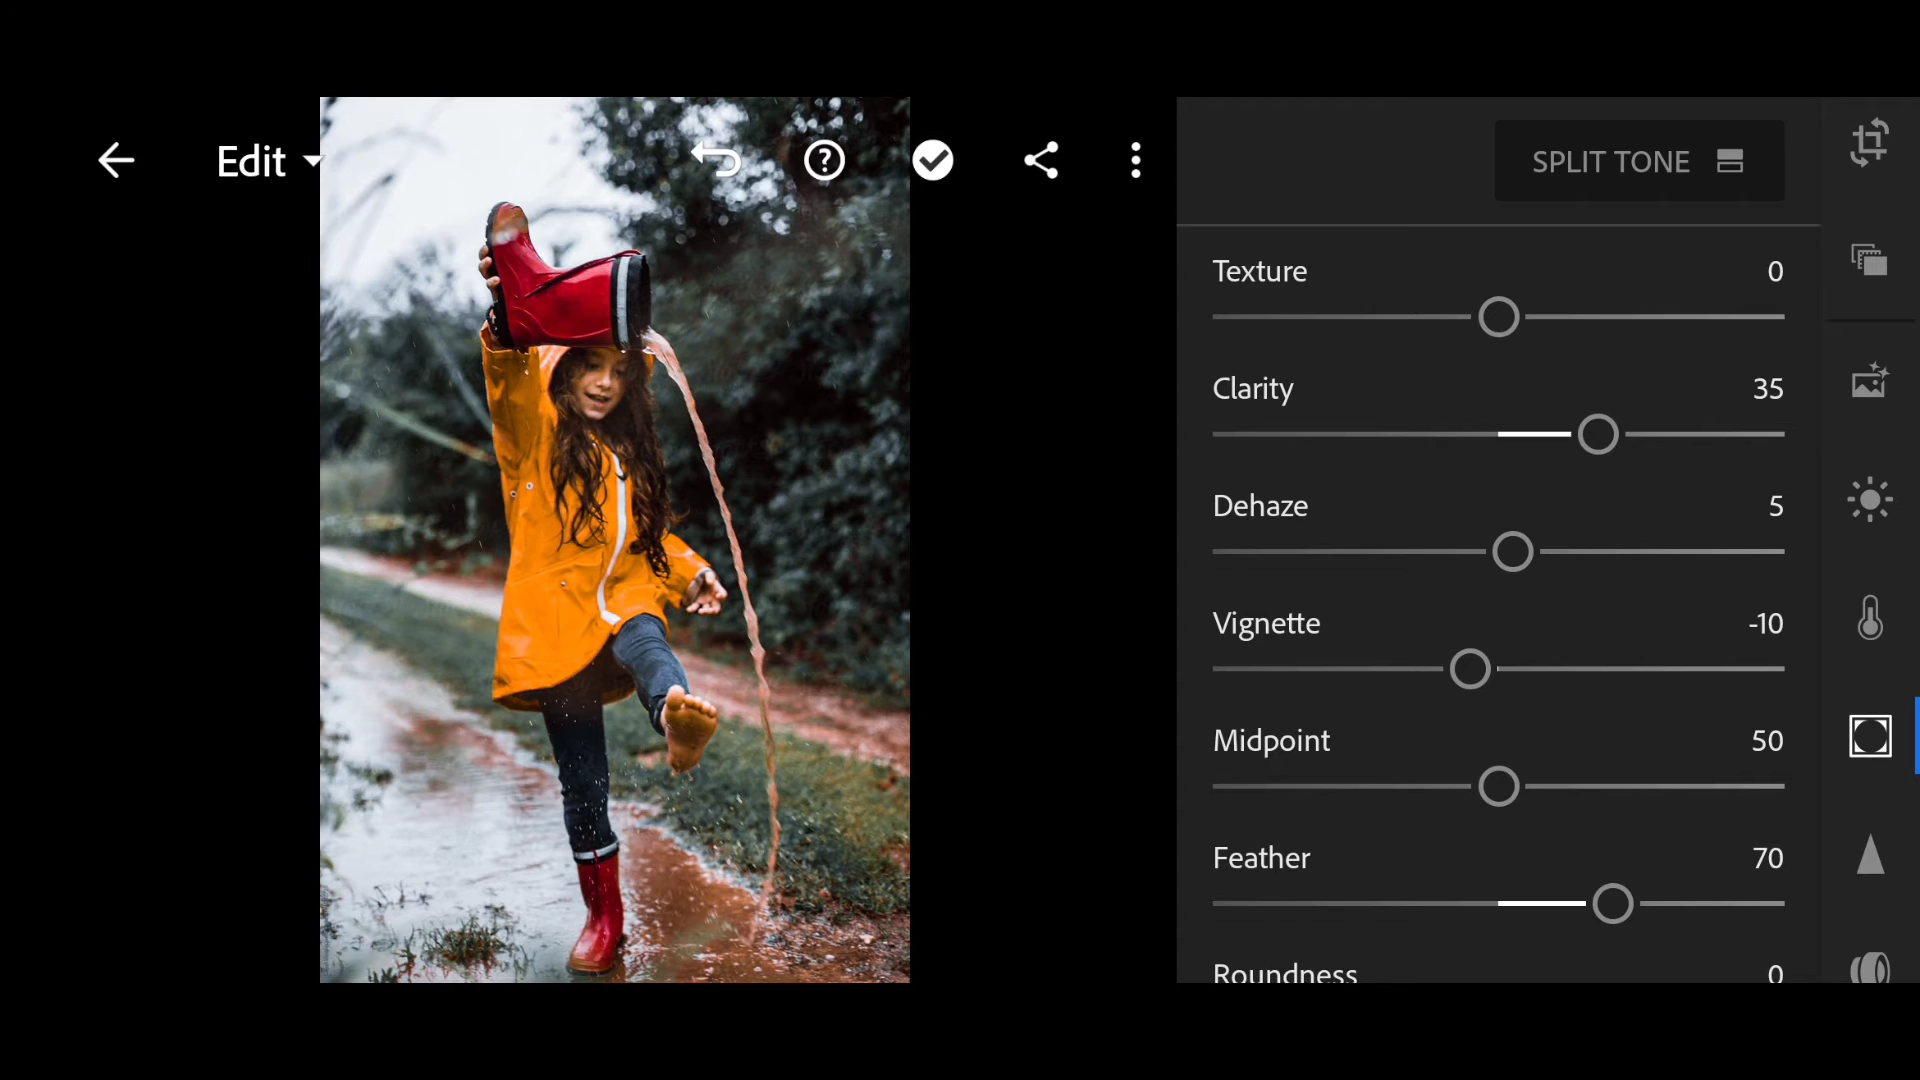 Edit
SPLIT TONE
Texture 0
Clarity 35
Dehaze 5
Vignette -10
Midpoint 50
Feather 70
Roundness 0